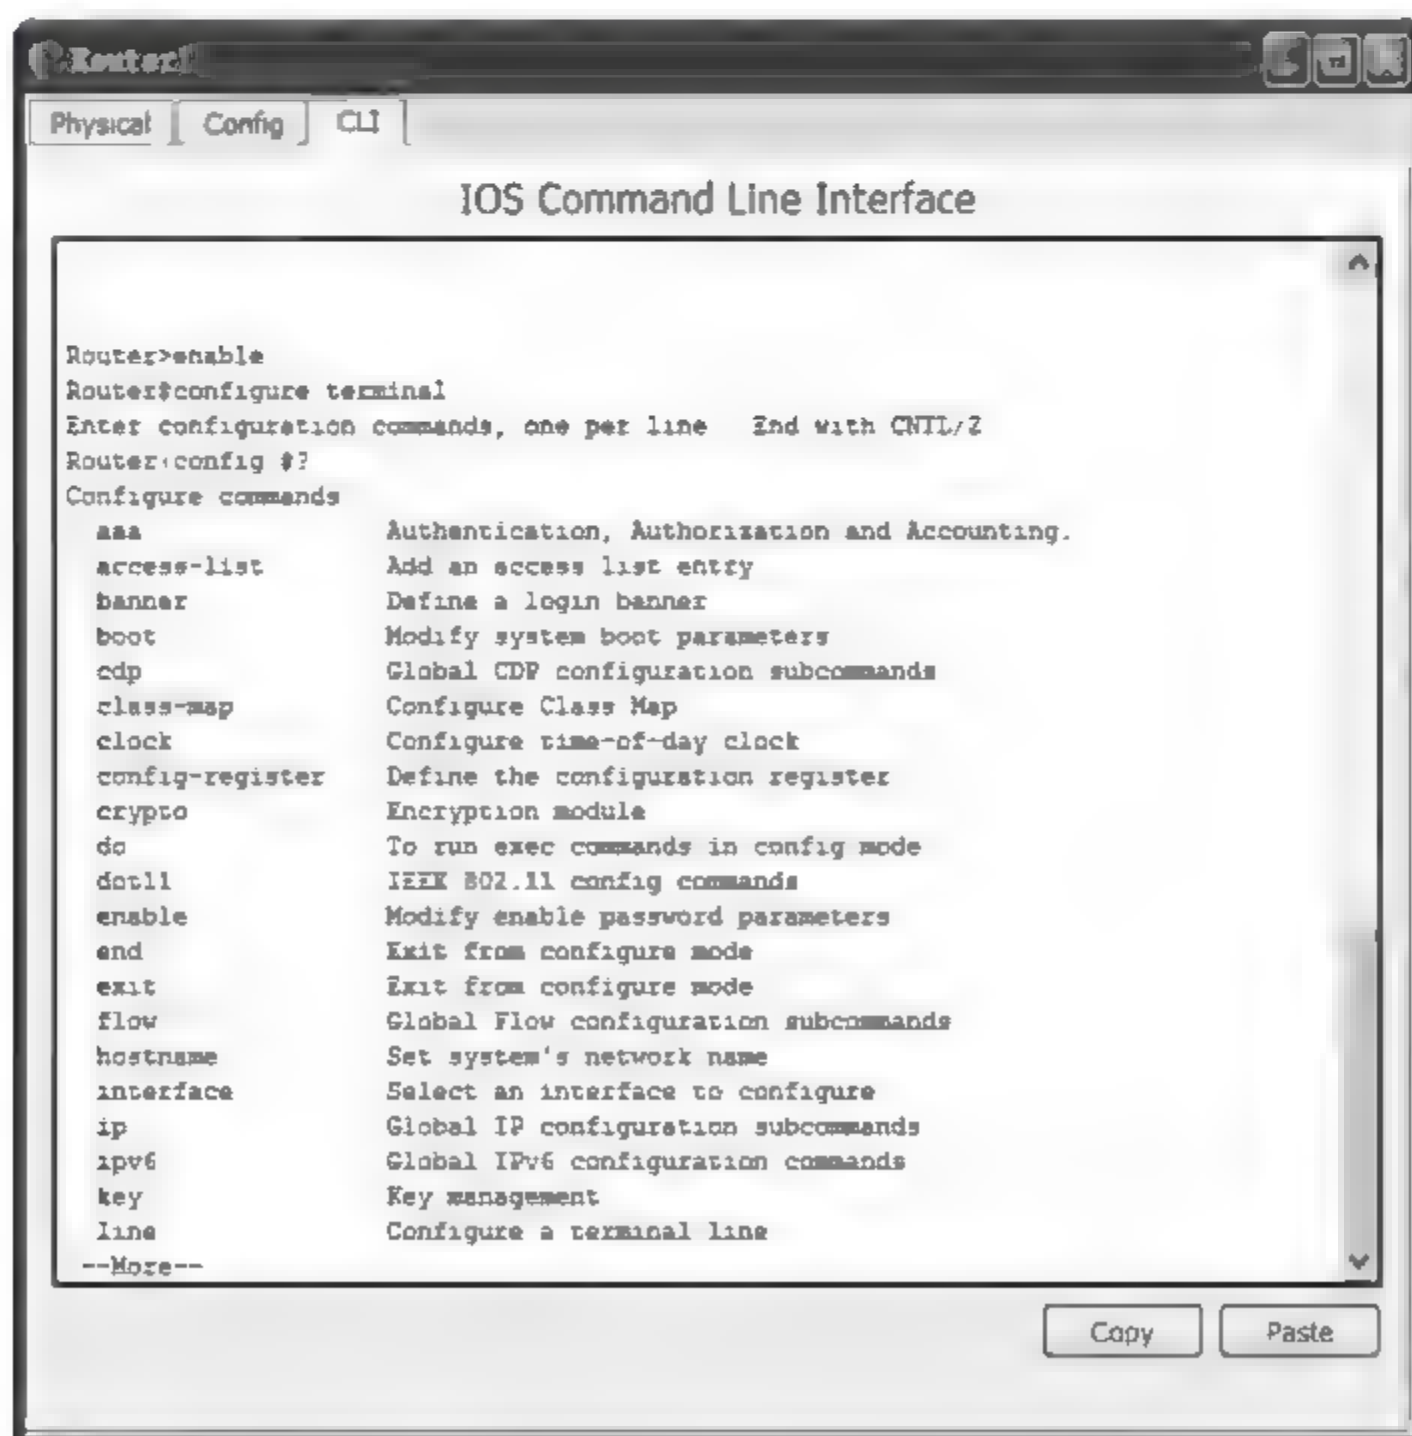 Physical Config CLI
IOS Command Line Interface
Router>enable
Router#configure terminal
Enter configuration commands, one per line End with CNTL/Z
Router(config #?
Configure commands
aaa Authentication, Authorization and Accounting.
access-list Add an access list entry
banner Define a login banner
boot Modify system boot parameters
cdp Global CDP configuration subcommands
class-map Configure Class Map
clock Configure time-of-day clock
config-register Define the configuration register
crypto Encryption module
do To run exec commands in config mode
dot11 IEEE 802.11 config commands
enable Modify enable password parameters
end Exit from configure mode
exit Exit from configure mode
flow Global Flow configuration subcommands
hostname Set system's network name
interface Select an interface to configure
ip Global IP configuration subcommands
ipv6 Global IPv6 configuration commands
key Key management
line Configure a terminal line
--More--
Copy Paste